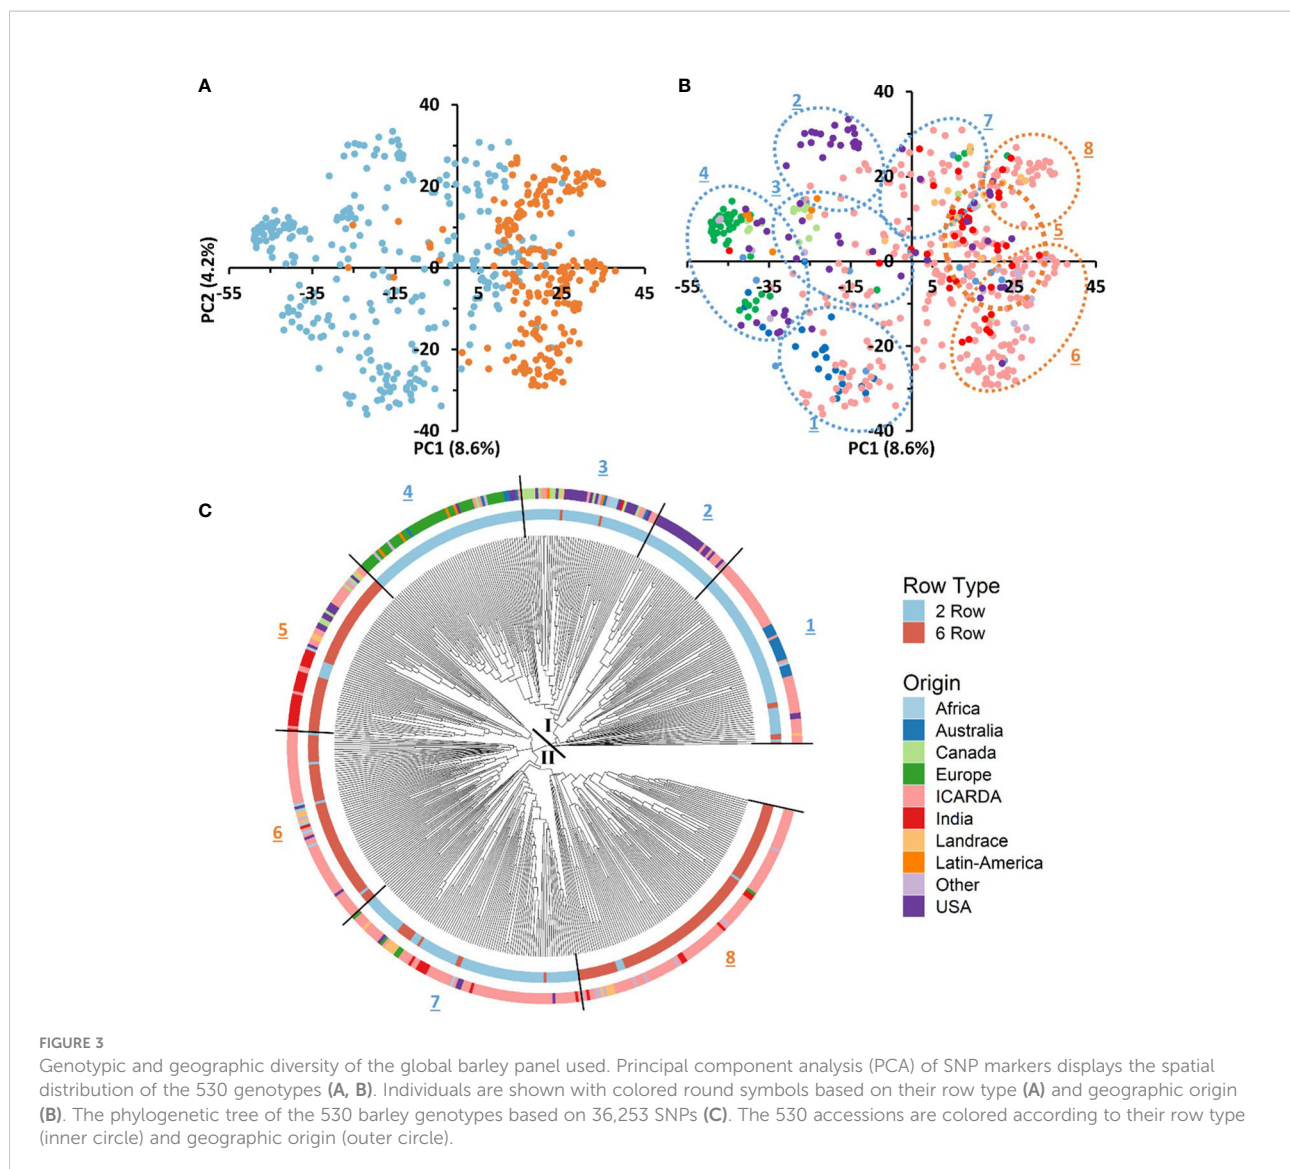 A
40
20
0
-20
-40
-55
-35
-15
5
25
45
PC2 (4.2%)
PC1 (8.6%)
B
40
20
0
-20
-40
-55
-35
-15
5
25
45
PC1 (8.6%)
2
7
8
4
3
5
6
1
C
3
4
2
1
5
6
7
8
I
II
Row Type
2 Row
6 Row
Origin
Africa
Australia
Canada
Europe
ICARDA
India
Landrace
Latin-America
Other
USA
FIGURE 3
Genotypic and geographic diversity of the global barley panel used. Principal component analysis (PCA) of SNP markers displays the spatial
distribution of the 530 genotypes (A, B). Individuals are shown with colored round symbols based on their row type (A) and geographic origin
(B). The phylogenetic tree of the 530 barley genotypes based on 36,253 SNPs (C). The 530 accessions are colored according to their row type
(inner circle) and geographic origin (outer circle).